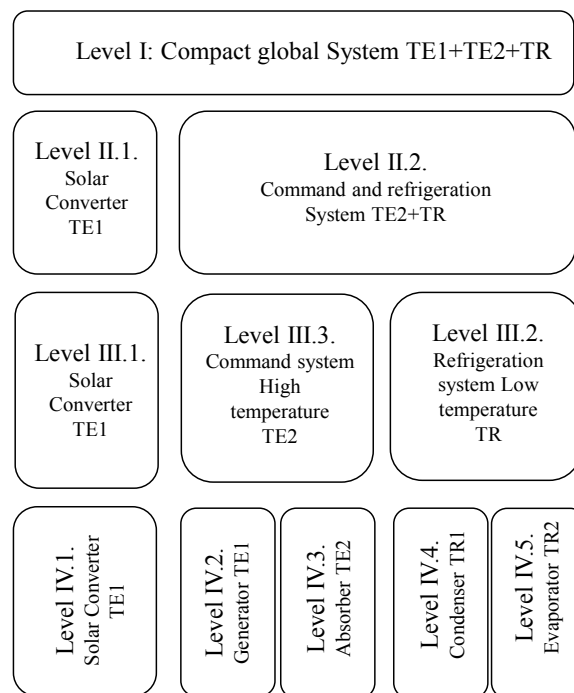 Level I: Compact global System TE1+TE2+TR
Level II.1.
Solar
Converter
TE1
Level II.2.
Command and refrigeration
System TE2+TR
Level III.1.
Solar
Converter
TE1
Level III.3.
Command system
High
temperature
TE2
Level III.2.
Refrigeration
system Low
temperature
TR
Level IV.1.
Solar Converter
TE1
Level IV.2.
Generator TE1
Level IV.3.
Absorber TE2
Level IV.4.
Condenser TR1
Level IV.5.
Evaporator TR2